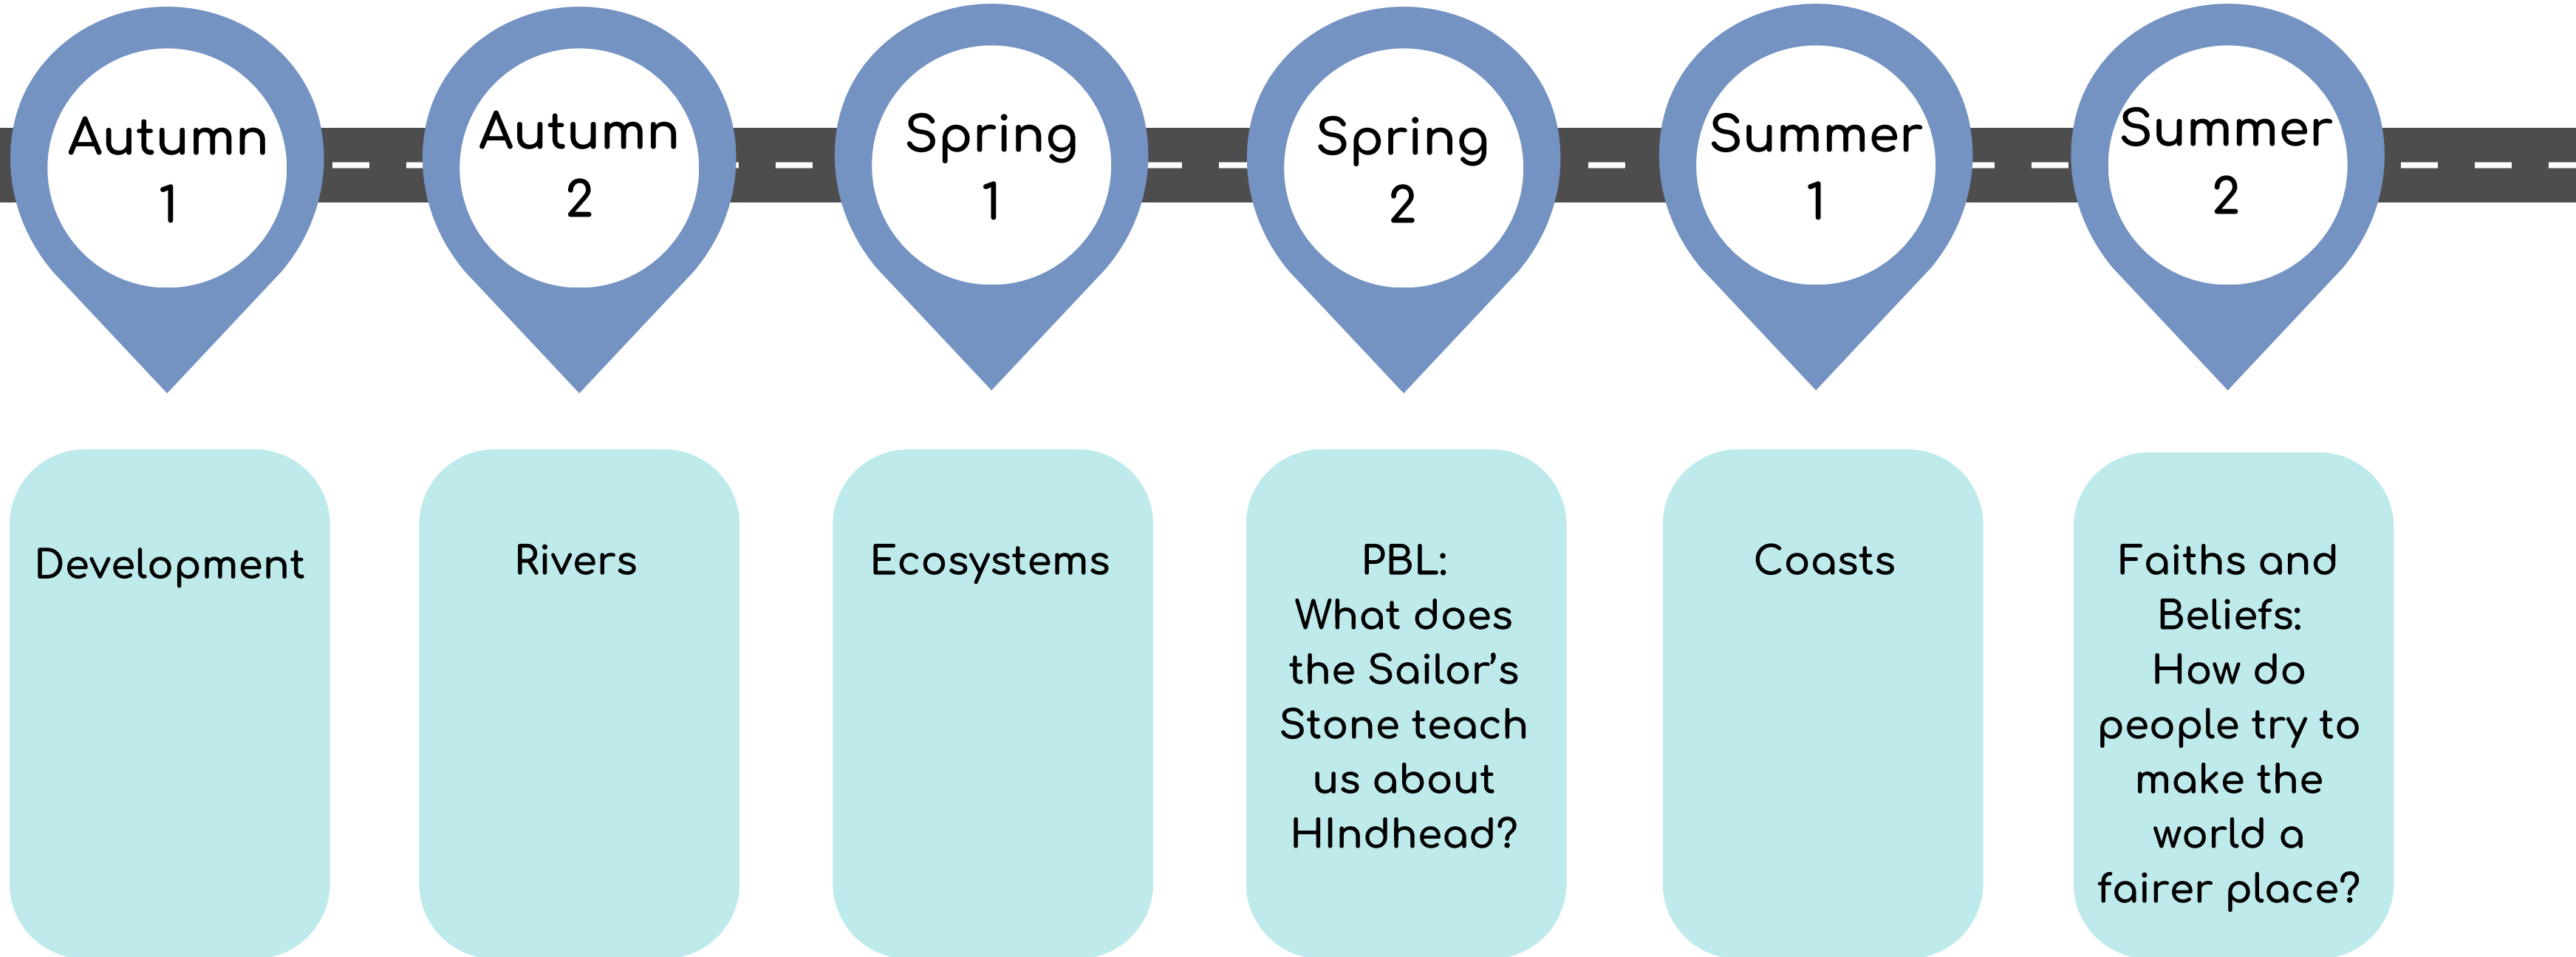 Autumn
1
Autumn
2
Spring
1
Spring
2
Summer
1
Summer
2
Development
Rivers
Ecosystems
PBL:
What does
the Sailor’s
Stone teach
us about
HIndhead?
Coasts
Faiths and
Beliefs:
How do
people try to
make the
world a
fairer place?